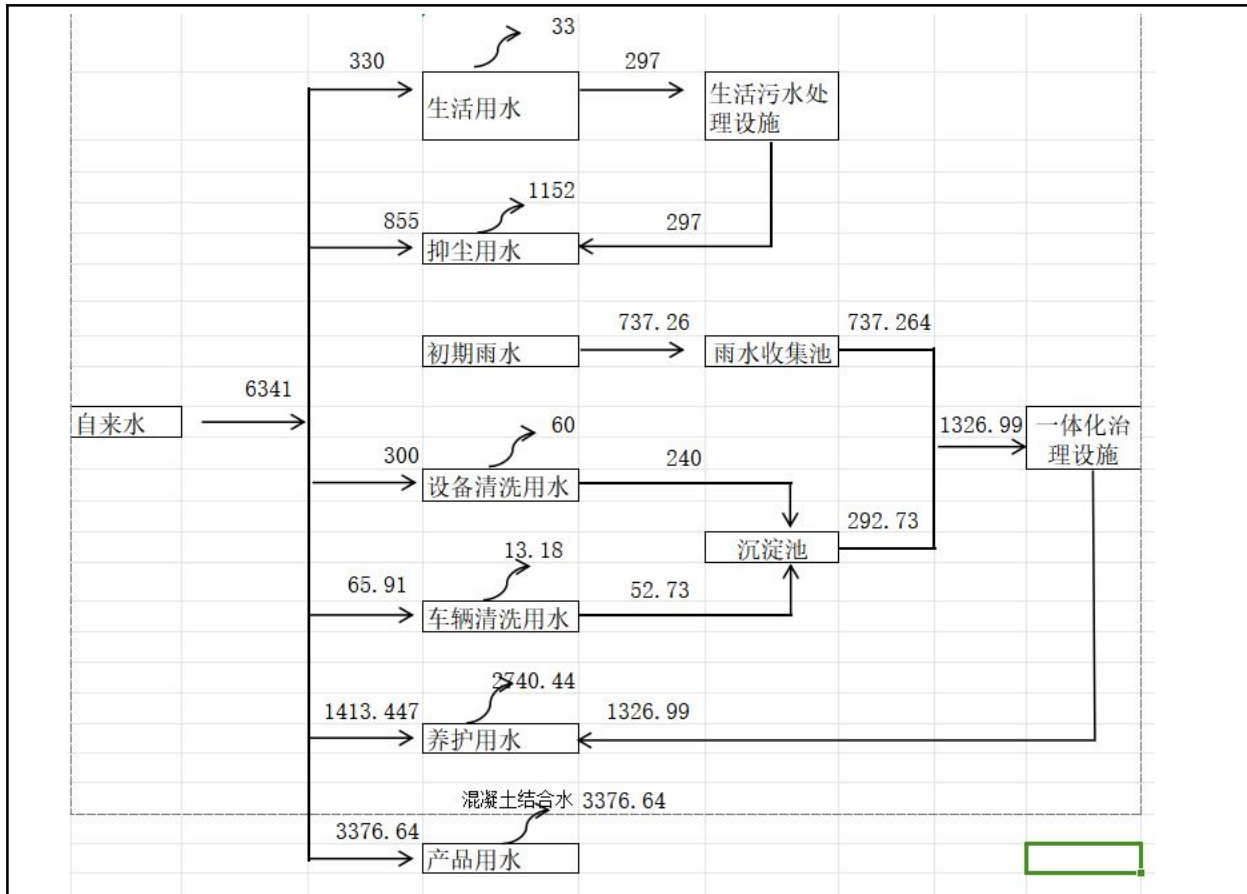 33
330
297
生活用水
生活污水处
理设施
1152
855
297
抑尘用水
737.26
737.264
初期雨水
雨水收集池
6341
自来水
60
1326.99
一体化治
理设施
300
240
设备清洗用水
292.73
沉淀池
13.18
65.91
52.73
车辆清洗用水
2740.44
1413.447
1326.99
养护用水
混凝土结合水 3376.64
3376.64
产品用水